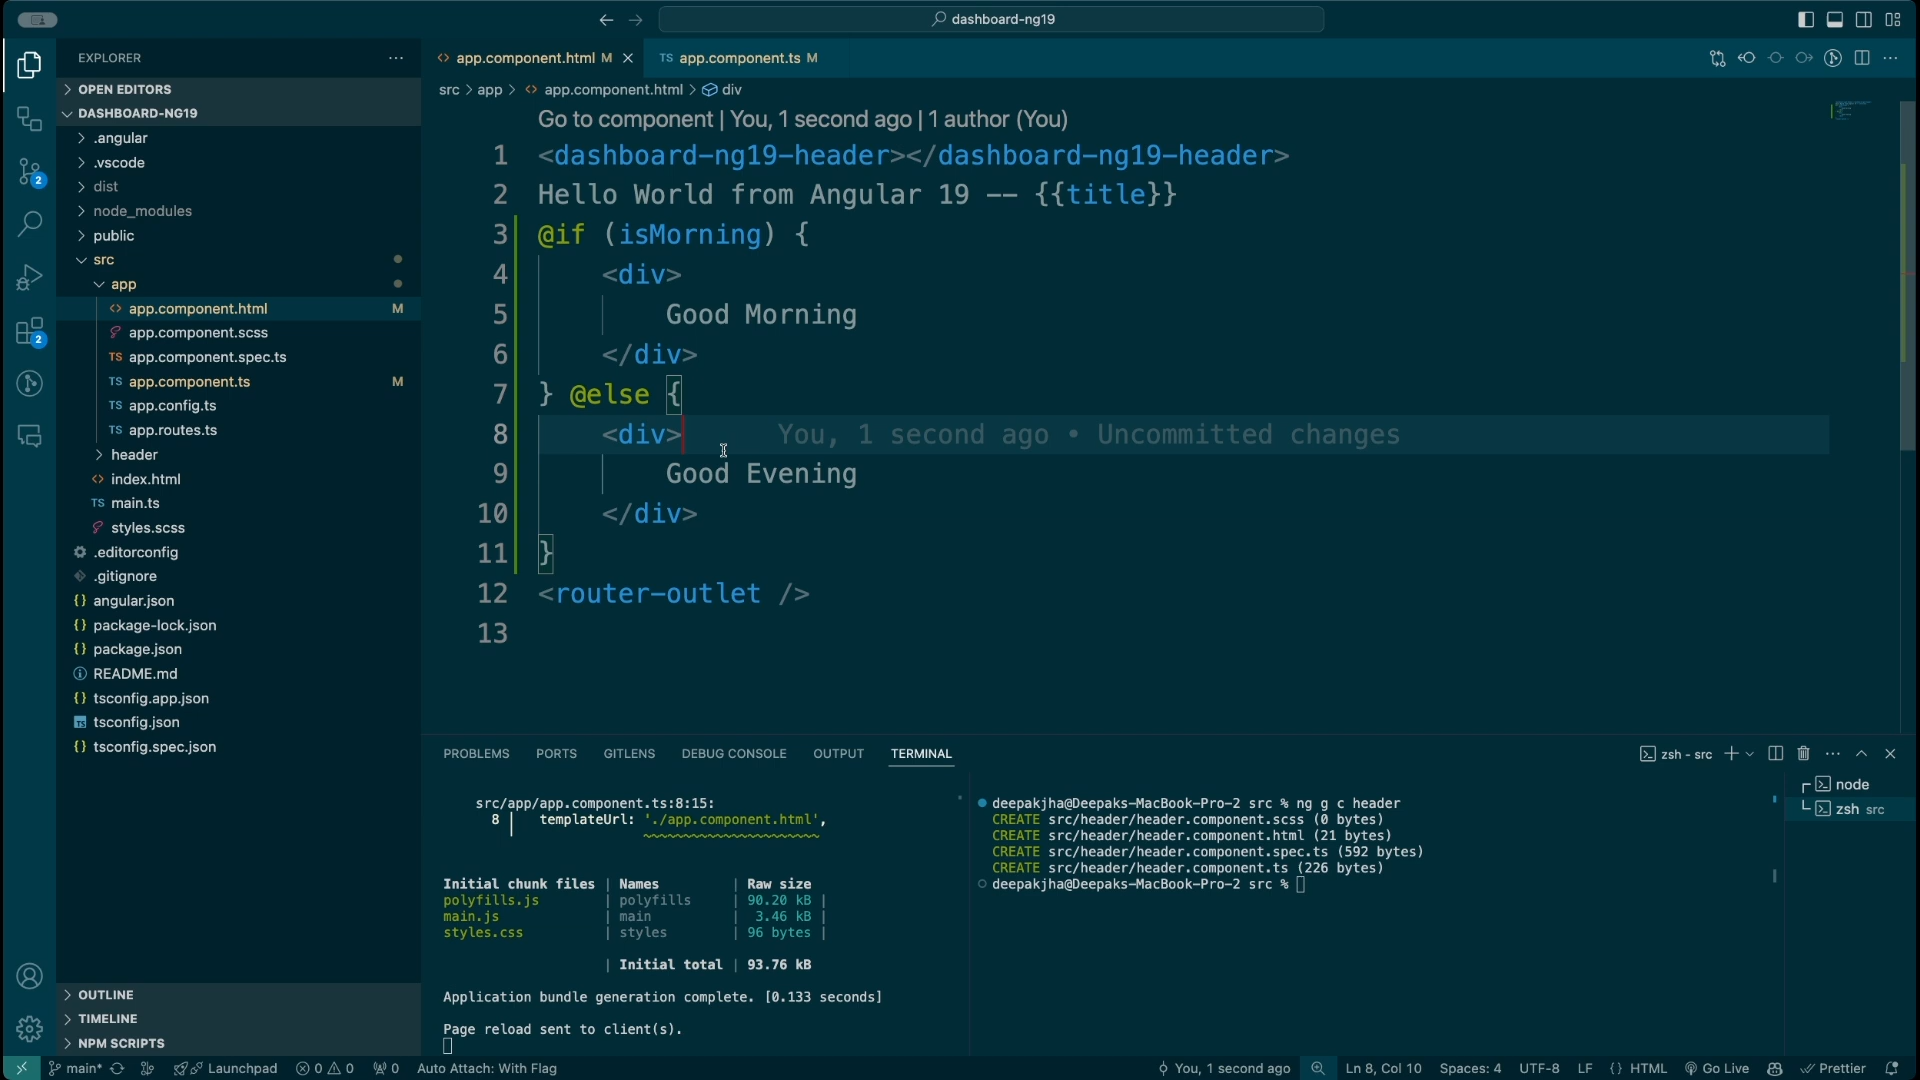 dashboard-ng19
EXPLORER
app.component.html M
TS app.component.ts M
OPEN EDITORS
DASHBOARD-NG19
.angular
.vscode
dist
node_modules
public
src
app
app.component.html M
app.component.scss
TS app.component.spec.ts
TS app.component.ts M
TS app.config.ts
TS app.routes.ts
header
index.html
TS main.ts
styles.scss
.editorconfig
.gitignore
{} angular.json
{} package-lock.json
{} package.json
README.md
{} tsconfig.app.json
TS tsconfig.json
{} tsconfig.spec.json
OUTLINE
TIMELINE
NPM SCRIPTS
2
2
src > app > app.component.html > div
Go to component | You, 1 second ago | 1 author (You)
1 <dashboard-ng19-header></dashboard-ng19-header>
2 Hello World from Angular 19 -- {{title}}
3 @if (isMorning) {
4 <div>
5 Good Morning
6 </div>
7 } @else {
8 <div> You, 1 second ago • Uncommitted changes
9 Good Evening
10 </div>
11 }
12 <router-outlet />
13
PROBLEMS PORTS GITLENS DEBUG CONSOLE OUTPUT TERMINAL
zsh - src
src/app/app.component.ts:8:15:
8 | templateUrl: './app.component.html',
Initial chunk files | Names | Raw size
polyfills.js | polyfills | 90.20 kB |
main.js | main | 3.46 kB |
styles.css | styles | 96 bytes |
| Initial total | 93.76 kB
Application bundle generation complete. [0.133 seconds]
Page reload sent to client(s).
deepakjha@Deepaks-MacBook-Pro-2 src % ng g c header
CREATE src/header/header.component.scss (0 bytes)
CREATE src/header/header.component.html (21 bytes)
CREATE src/header/header.component.spec.ts (592 bytes)
CREATE src/header/header.component.ts (226 bytes)
deepakjha@Deepaks-MacBook-Pro-2 src %
node
zsh src
main* Launchpad 0 0 0 Auto Attach: With Flag You, 1 second ago Ln 8, Col 10 Spaces: 4 UTF-8 LF {} HTML Go Live Prettier